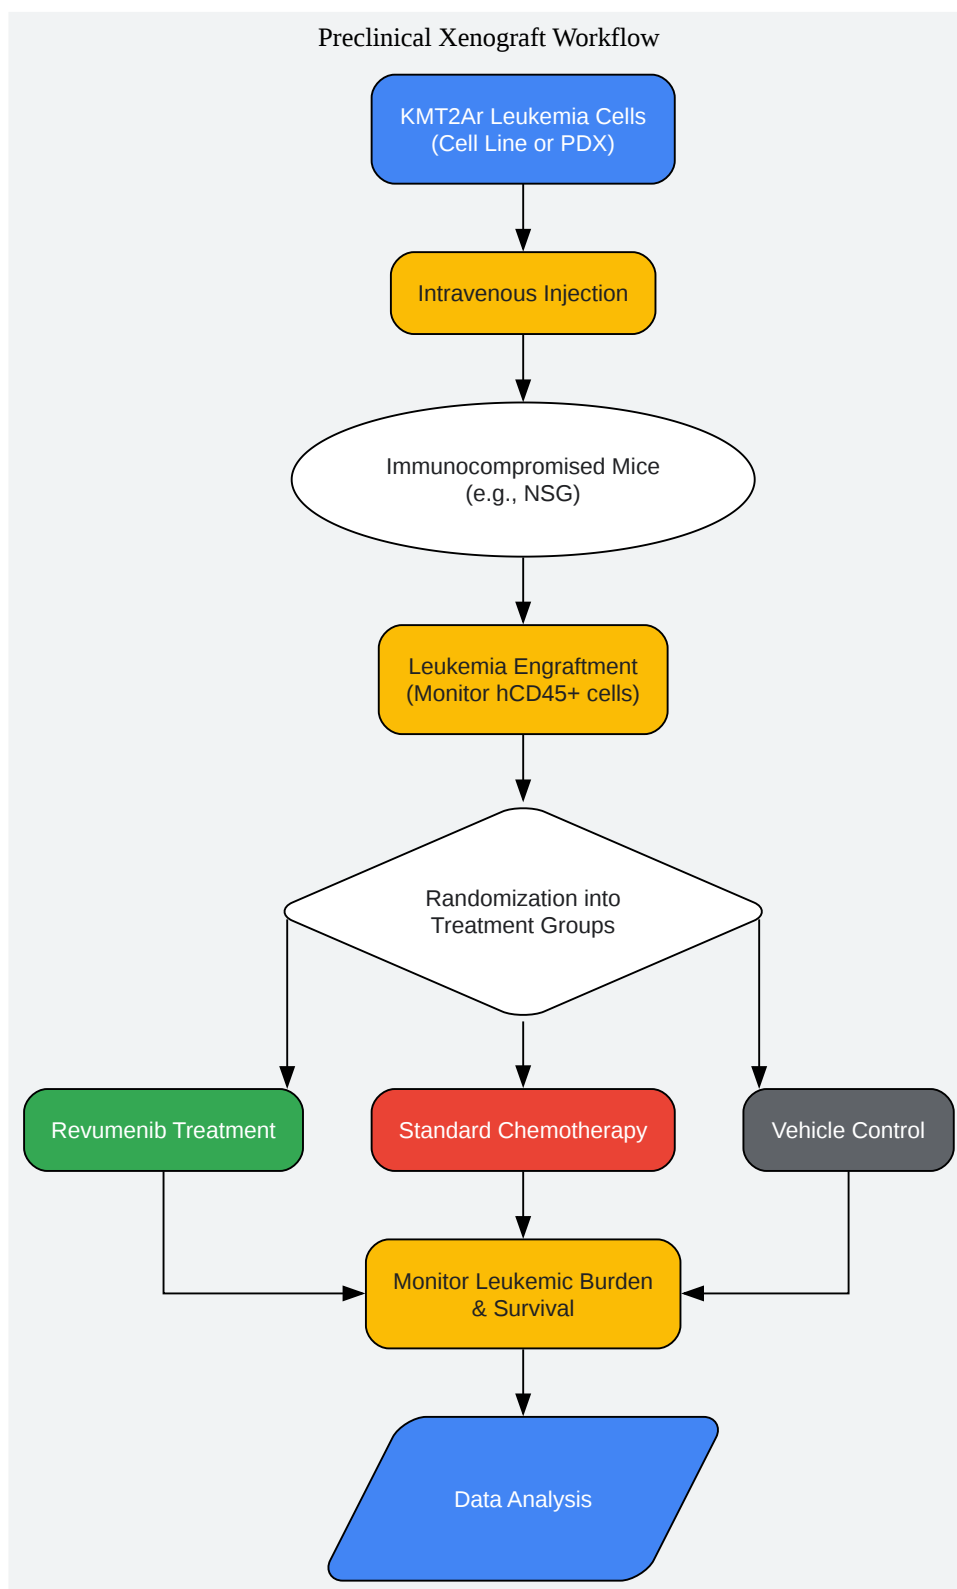 Preclinical Xenograft Workflow
KMT2Ar Leukemia Cells
(Cell Line or PDX)
Intravenous Injection
Immunocompromised Mice
(e.g., NSG)
Leukemia Engraftment
(Monitor hCD45+ cells)
Randomization into
Treatment Groups
Revumenib Treatment
Standard Chemotherapy
Vehicle Control
Monitor Leukemic Burden
& Survival
Data Analysis